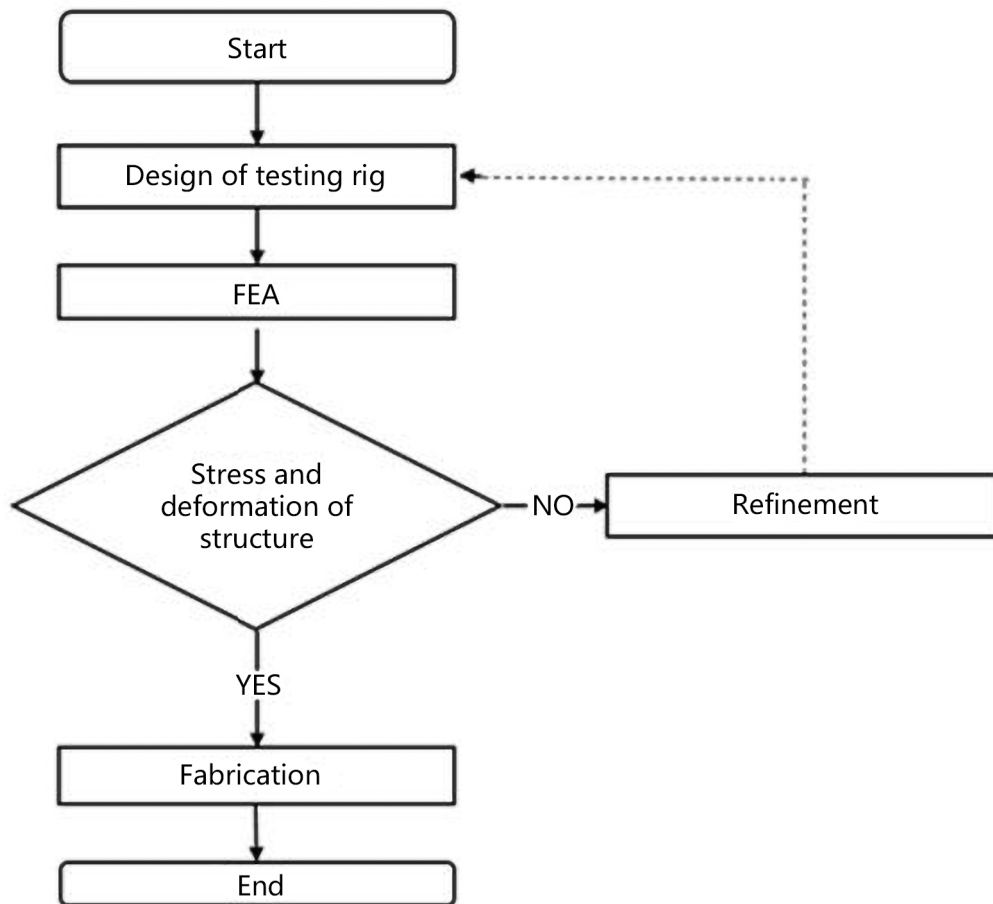 Start
Design of testing rig
FEA
Stress and
deformation of
structure
NO
Refinement
YES
Fabrication
End